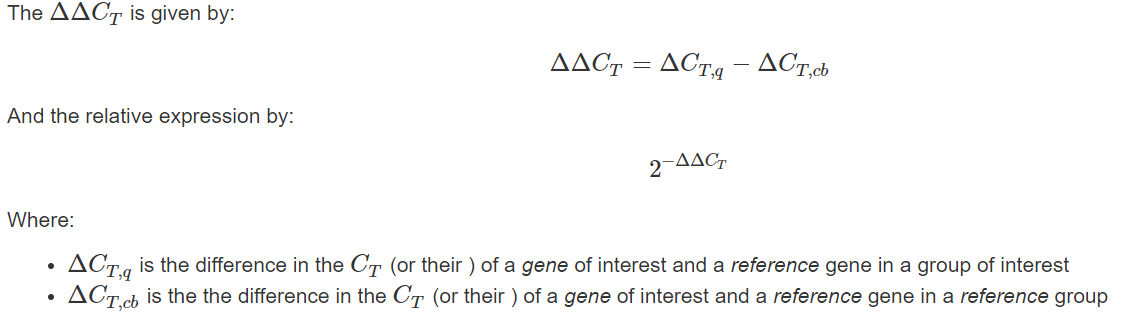 The ΔΔC_T is given by:
ΔΔC_T = ΔC_{T,q} − ΔC_{T,cb}
And the relative expression by:
2^{−ΔΔC_T}
Where:
• ΔC_{T,q} is the difference in the C_T (or their ) of a gene of interest and a reference gene in a group of interest
• ΔC_{T,cb} is the the difference in the C_T (or their ) of a gene of interest and a reference gene in a reference group